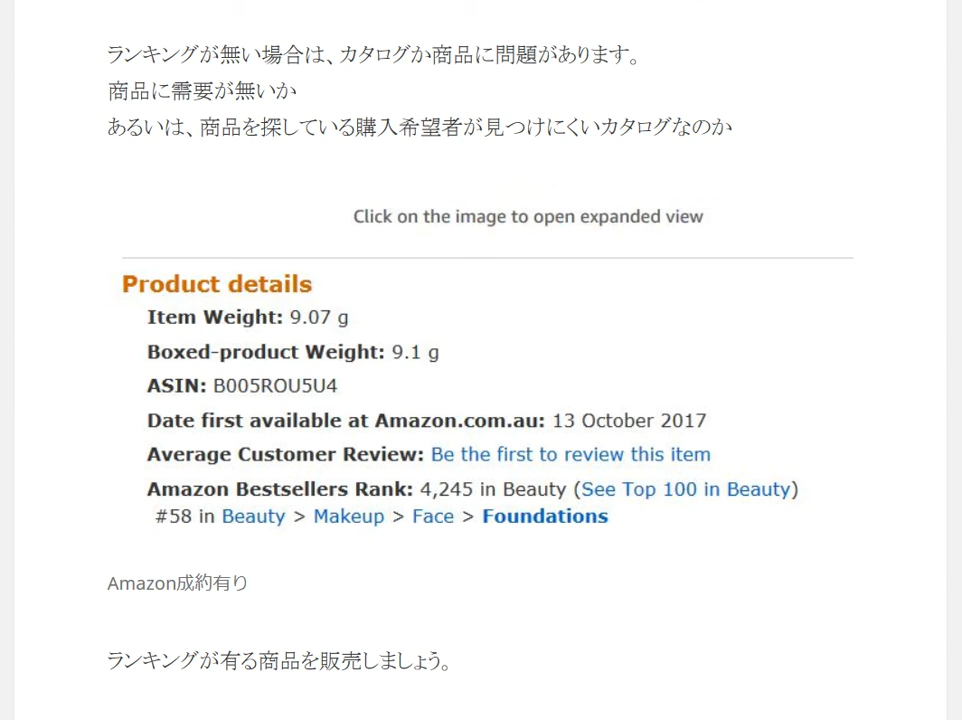 ランキングが無い場合は、カタログか商品に問題があります。
商品に需要が無いか
あるいは、商品を探している購入希望者が見つけにくいカタログなのか
Click on the image to open expanded view
Product details
Item Weight: 9.07 g
Boxed-product Weight: 9.1 g
ASIN: B005ROU5U4
Date first available at Amazon.com.au: 13 October 2017
Average Customer Review: Be the first to review this item
Amazon Bestsellers Rank: 4,245 in Beauty (See Top 100 in Beauty)
#58 in Beauty > Makeup > Face > Foundations
Amazon成約有り
ランキングが有る商品を販売しましょう。